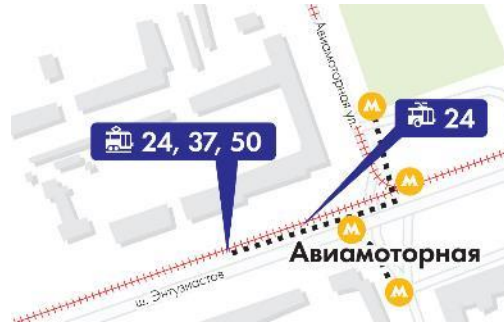 Авиамоторная ул.
М
24
24, 37, 50
М
М
Авиамоторная
ш. Энтузиастов
М